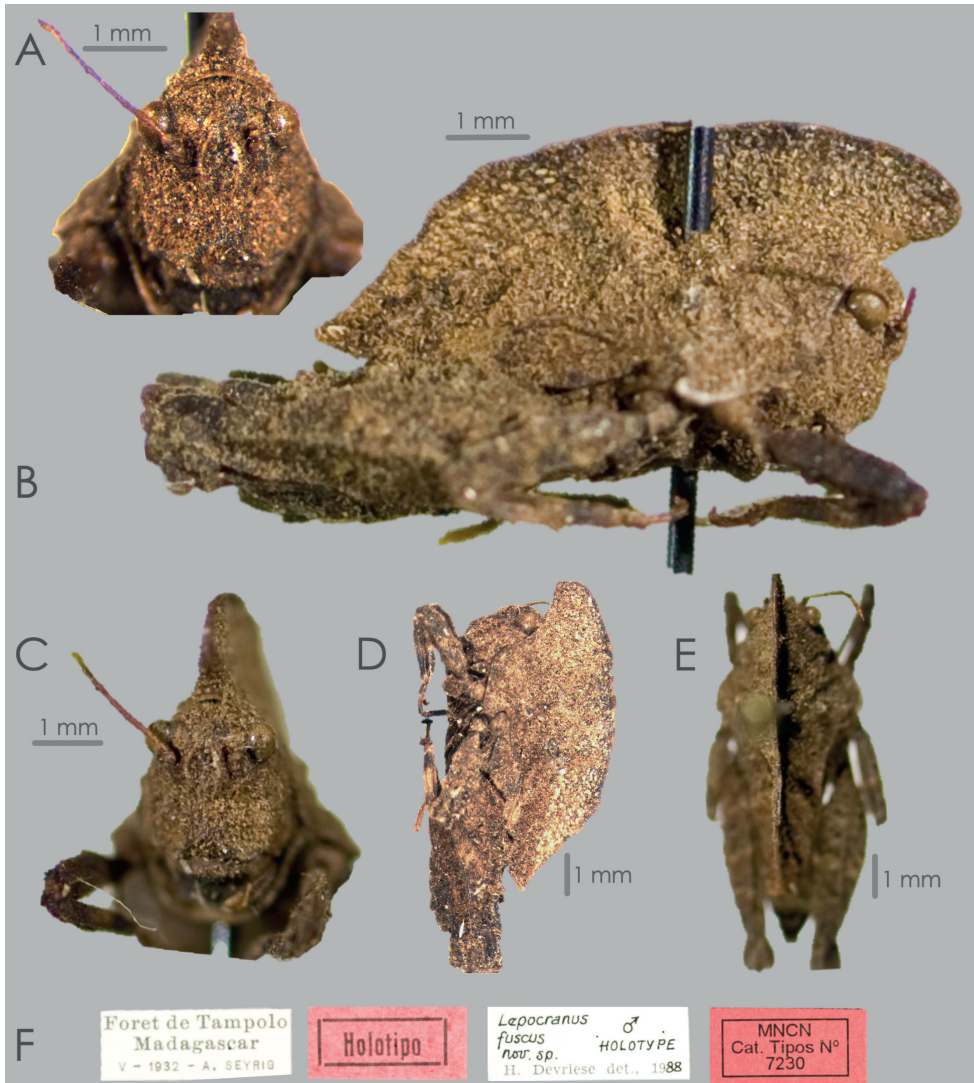 A
1 mm
1 mm
B
C
1 mm
D
1 mm
E
1 mm
F
Foret de Tampolo
Madagascar
V - 1932 - A. SEYRIG
Holotipo
Lepocranus
fuscus ♂
nov. sp. HOLOTYPE
H. Devriese det., 1988
MNCN
Cat. Tipos Nº
7230